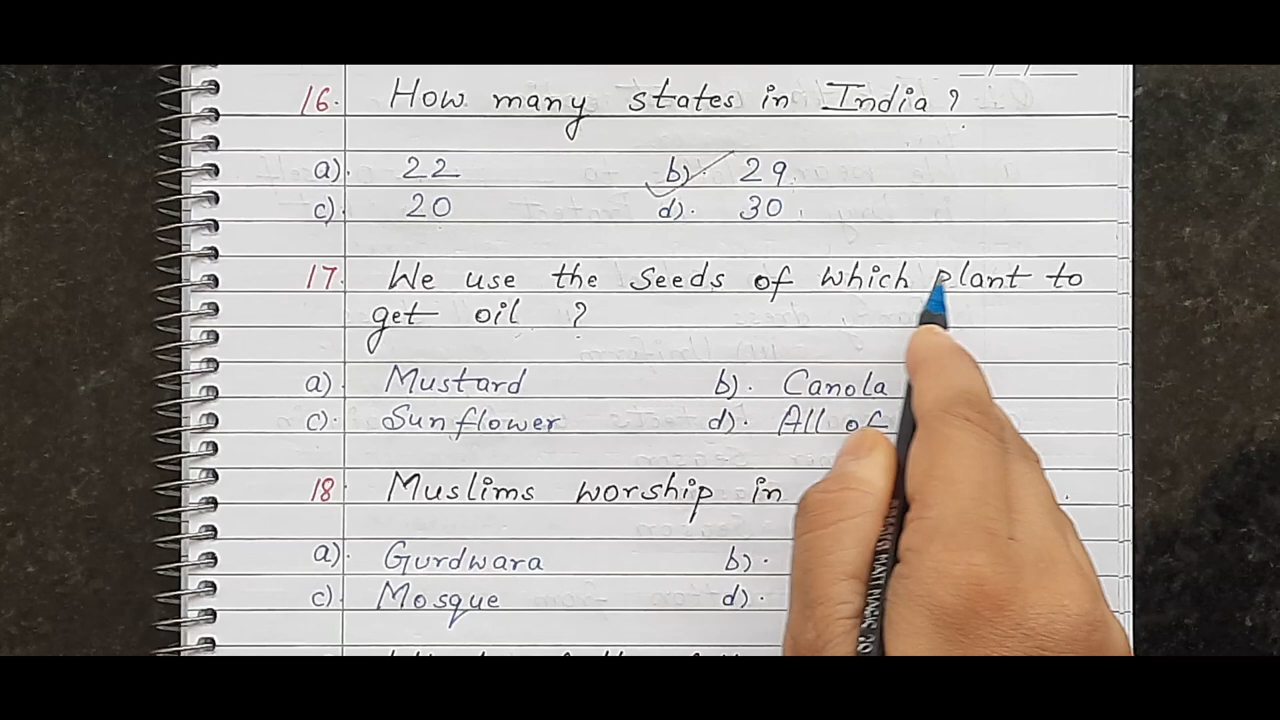 16. How many states in India?
a). 22 b). 29.
c). 20 d). 30.
17. We use the Seeds of which plant to
get oil ?
a). Mustard b). Canola
c). Sunflower d). All of
18. Muslims worship in .
a). Gurdwara b).
c). Mosque d).